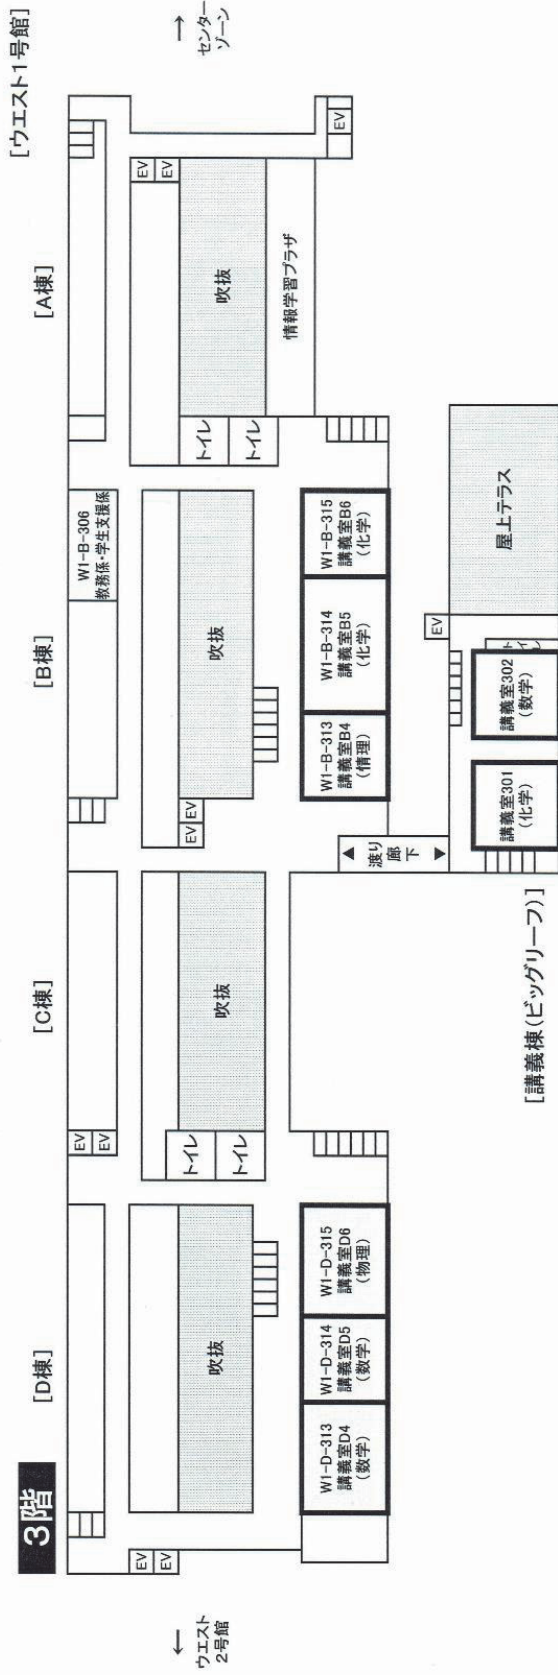 [ウエスト1号館]
3階
[D棟]
[C棟]
[B棟]
[A棟]
←
ウエスト
2号館
→
センター
ゾーン
EV
EV
吹抜
W1-D-313
講義室D4
(数学)
W1-D-314
講義室D5
(数学)
W1-D-315
講義室D6
(物理)
EV
EV
トイレ
トイレ
吹抜
EV
EV
吹抜
W1-B-306
教務係・学生支援係
W1-B-313
講義室B4
(情理)
W1-B-314
講義室B5
(化学)
W1-B-315
講義室B6
(化学)
トイレ
トイレ
吹抜
情報学習プラザ
EV
EV
EV
渡り
廊
下
[講義棟(ビッグリーフ)]
講義室301
(化学)
講義室302
(数学)
トイレ
EV
屋上テラス